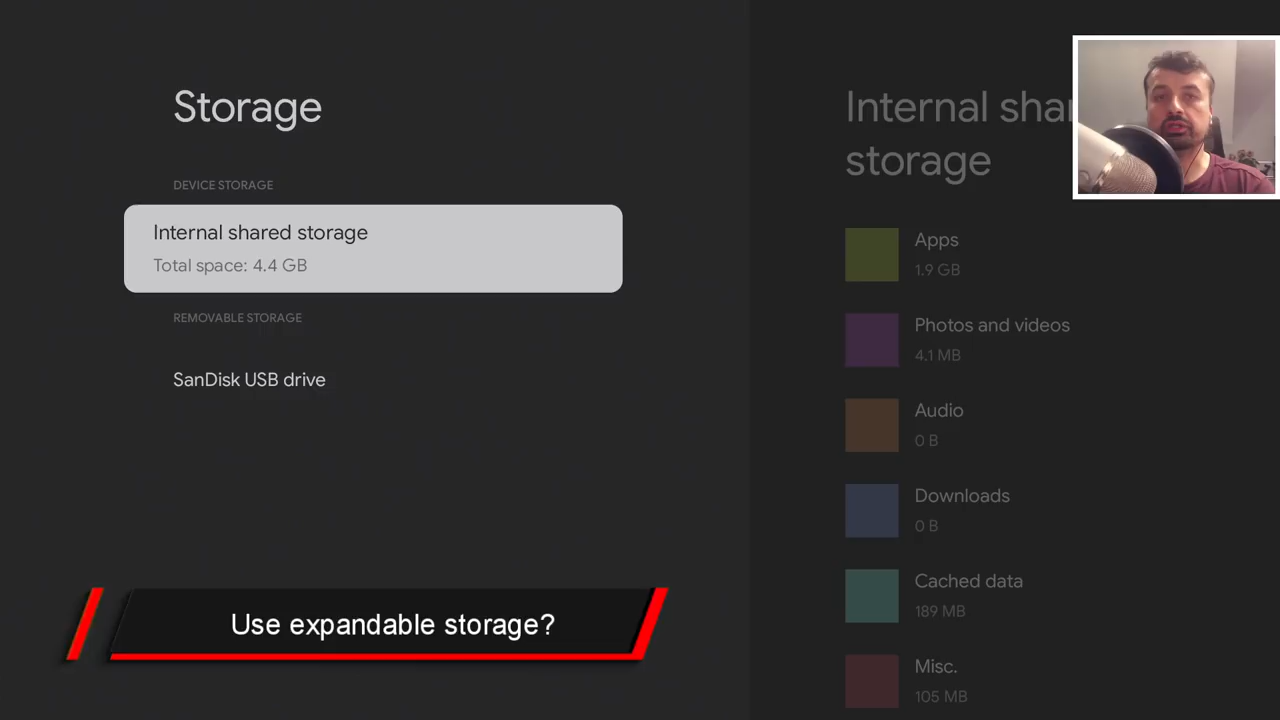 Storage
DEVICE STORAGE
Internal shared storage
Total space: 4.4 GB
REMOVABLE STORAGE
SanDisk USB drive
Use expandable storage?
Internal shar
storage
Apps
1.9 GB
Photos and videos
4.1 MB
Audio
0 B
Downloads
0 B
Cached data
189 MB
Misc.
105 MB